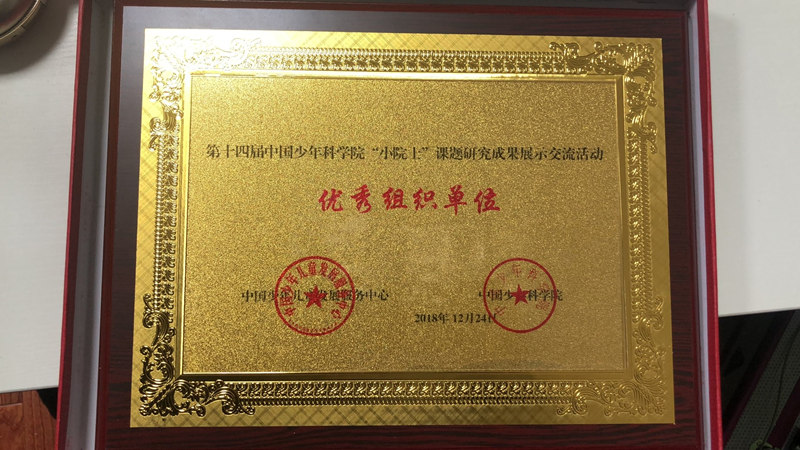 第十四届中国少年科学院“小院士”课题研究成果展示交流活动
优秀组织单位
中国少年儿童发展服务中心
中国少年科学院
2018年12月24日